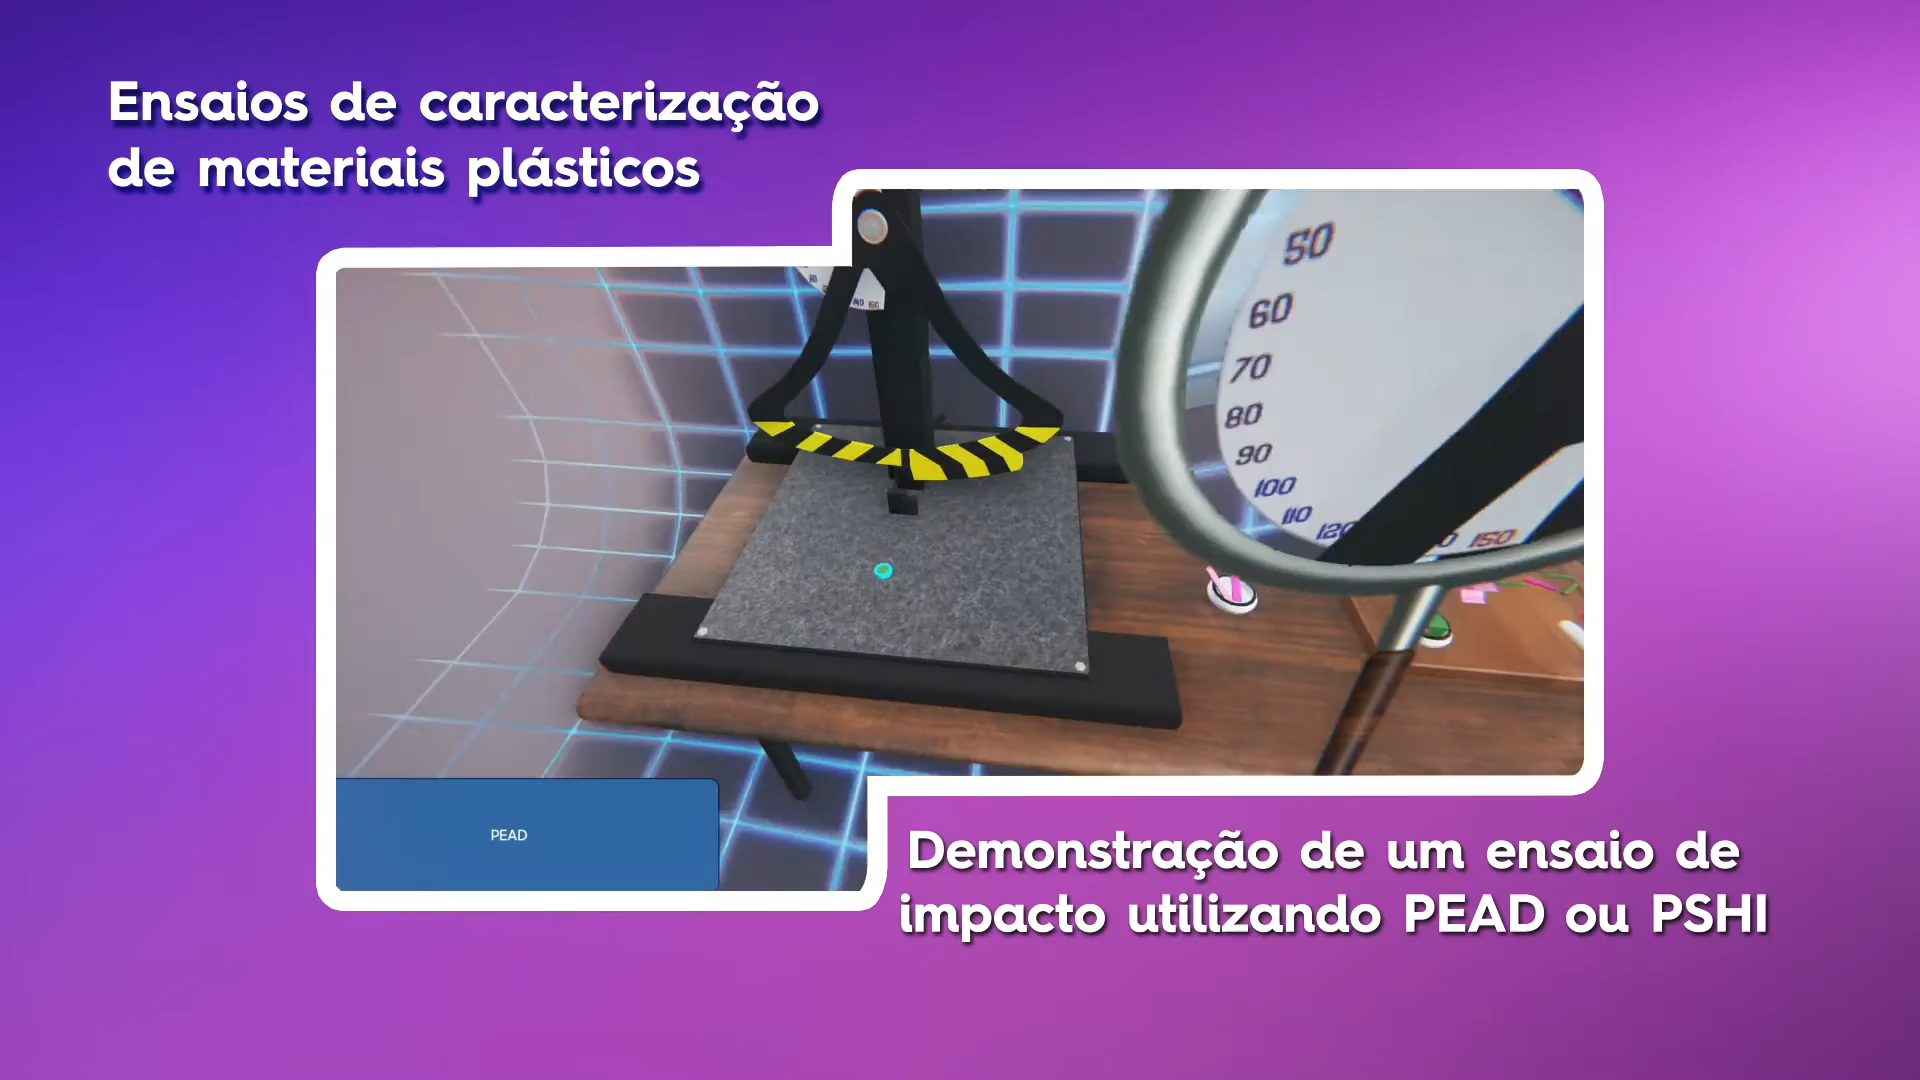 Ensaios de caracterização
de materiais plásticos
50
60
70
80
90
100
110
120
150
PEAD
Demonstração de um ensaio de
impacto utilizando PEAD ou PSHI